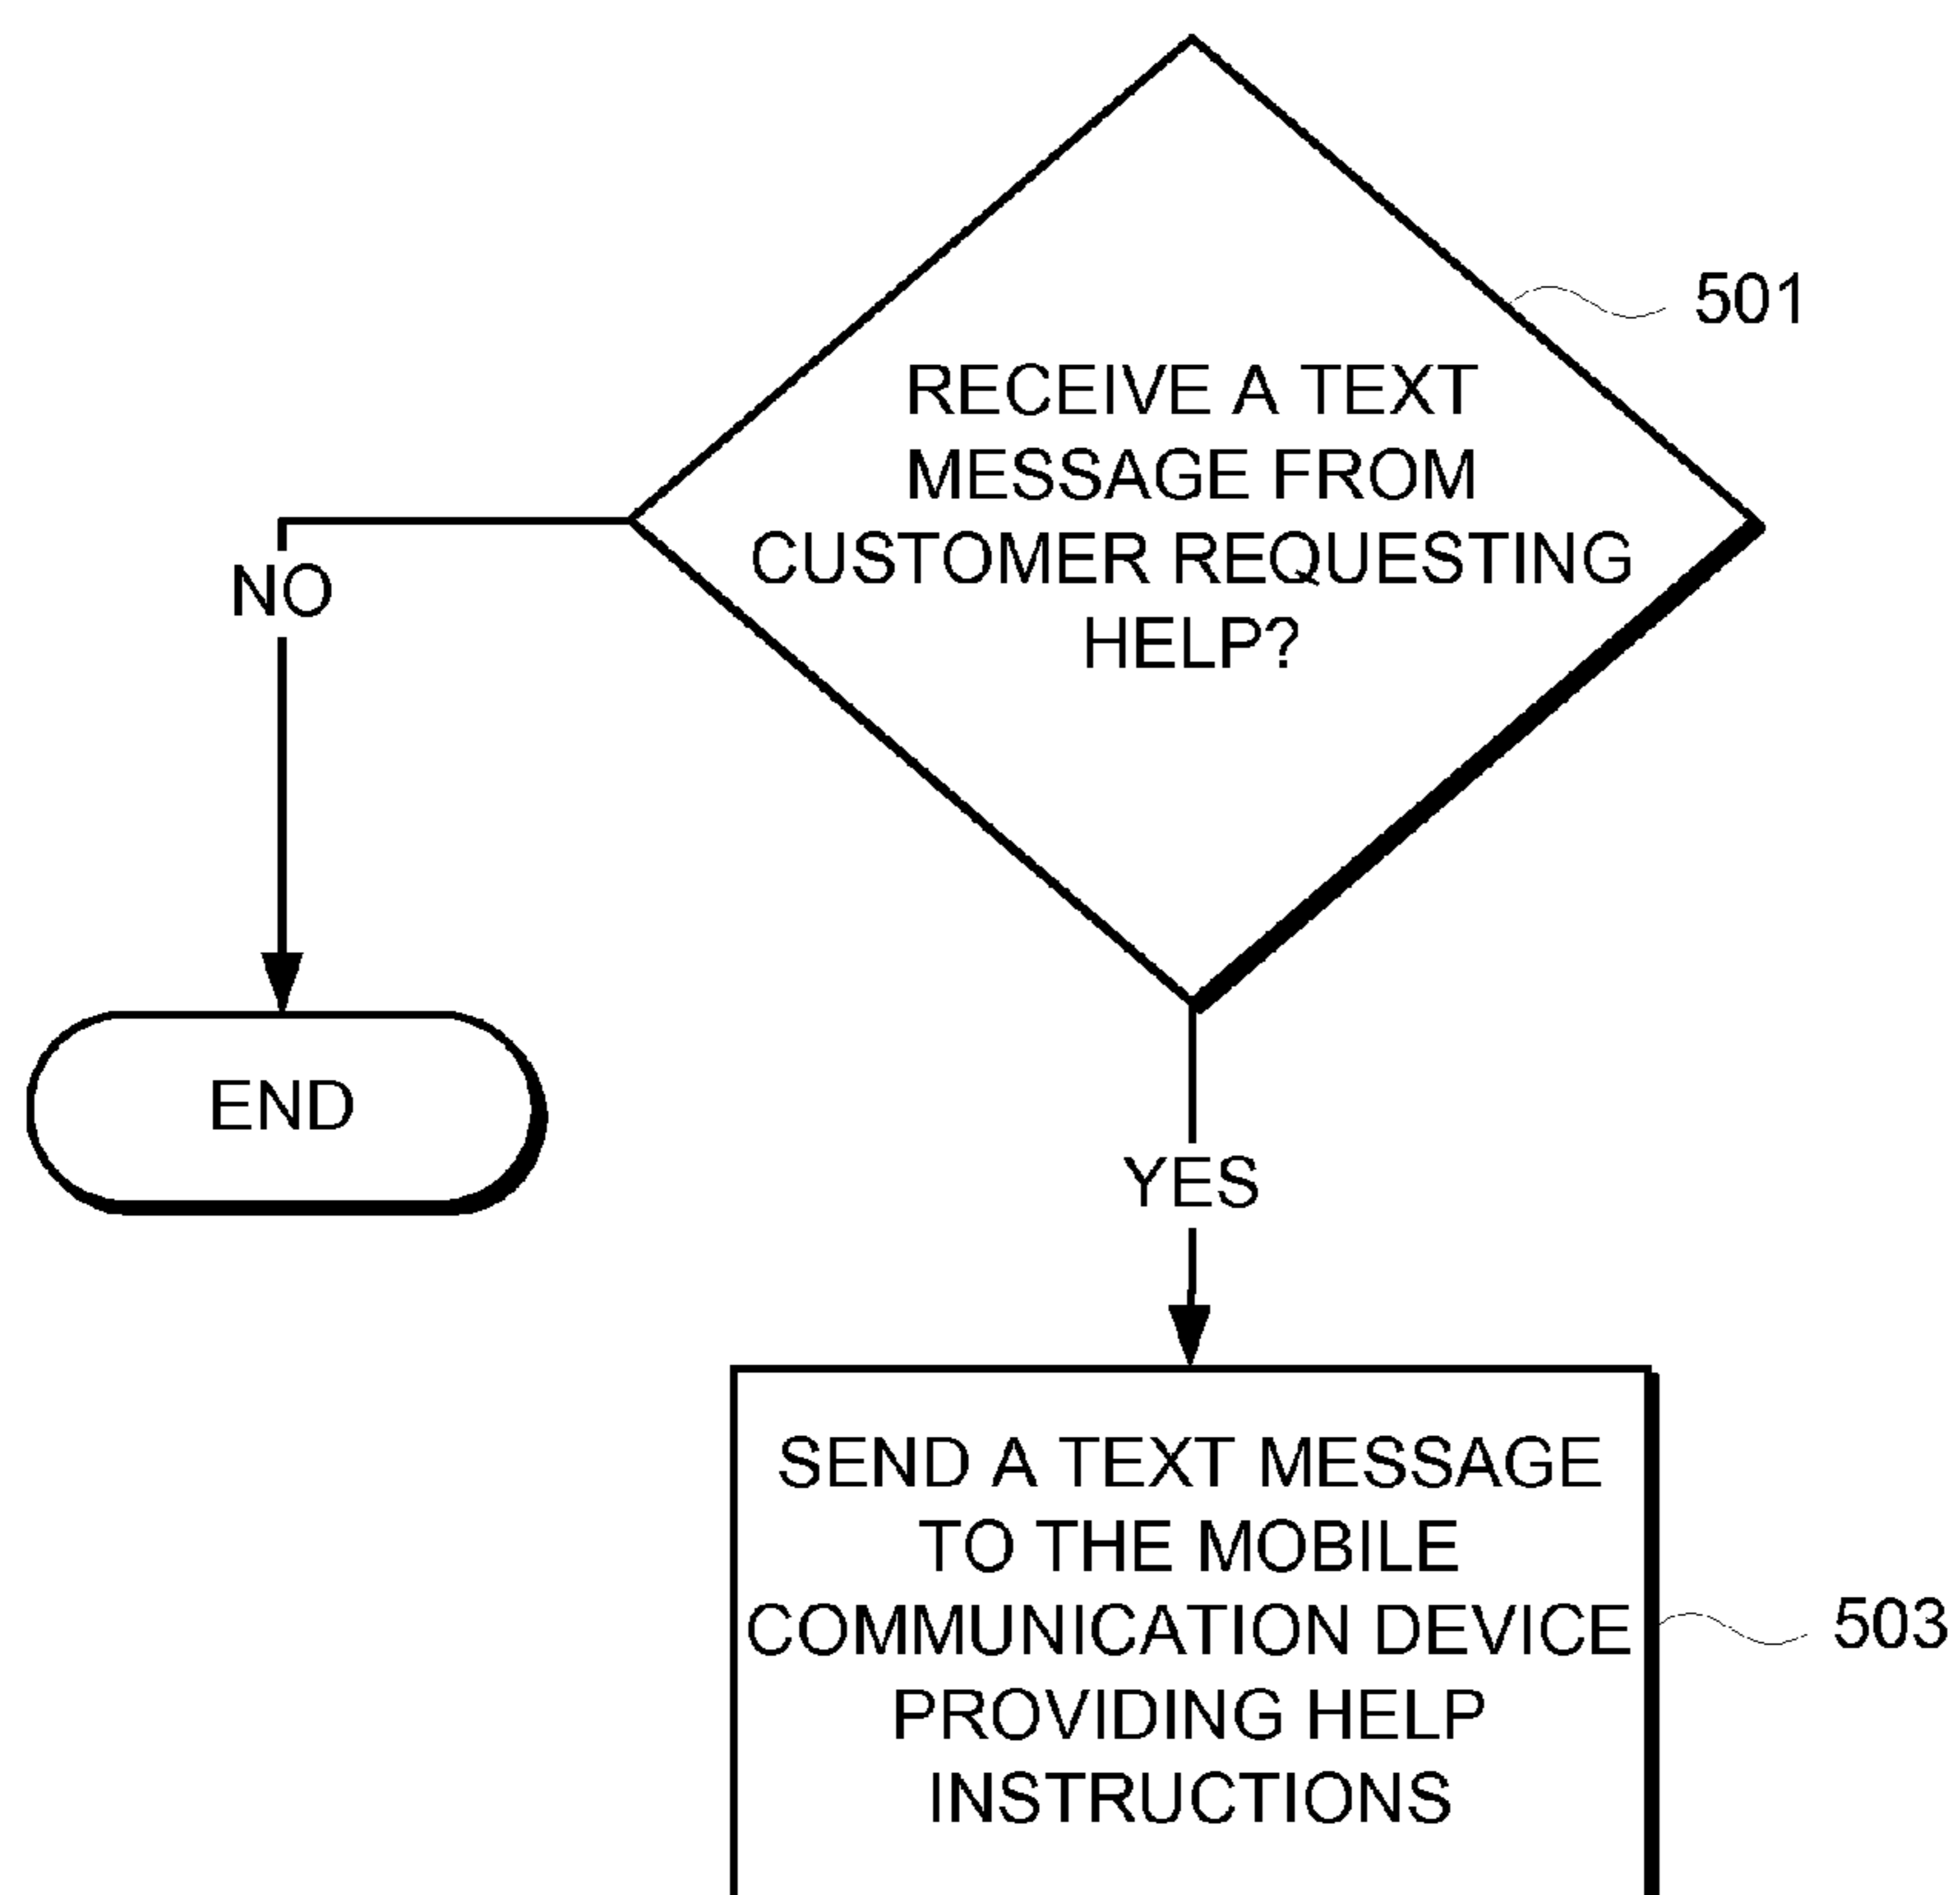 501
RECEIVE A TEXT
MESSAGE FROM
CUSTOMER REQUESTING
HELP?
NO
END
YES
SEND A TEXT MESSAGE
TO THE MOBILE
COMMUNICATION DEVICE
PROVIDING HELP
INSTRUCTIONS
503